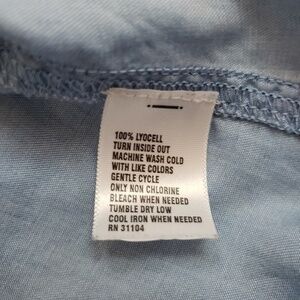 100% LYOCELL
TURN INSIDE OUT
MACHINE WASH COLD
WITH LIKE COLORS
GENTLE CYCLE
ONLY NON CHLORINE
BLEACH WHEN NEEDED
TUMBLE DRY LOW
COOL IRON WHEN NEEDED
RN 31104